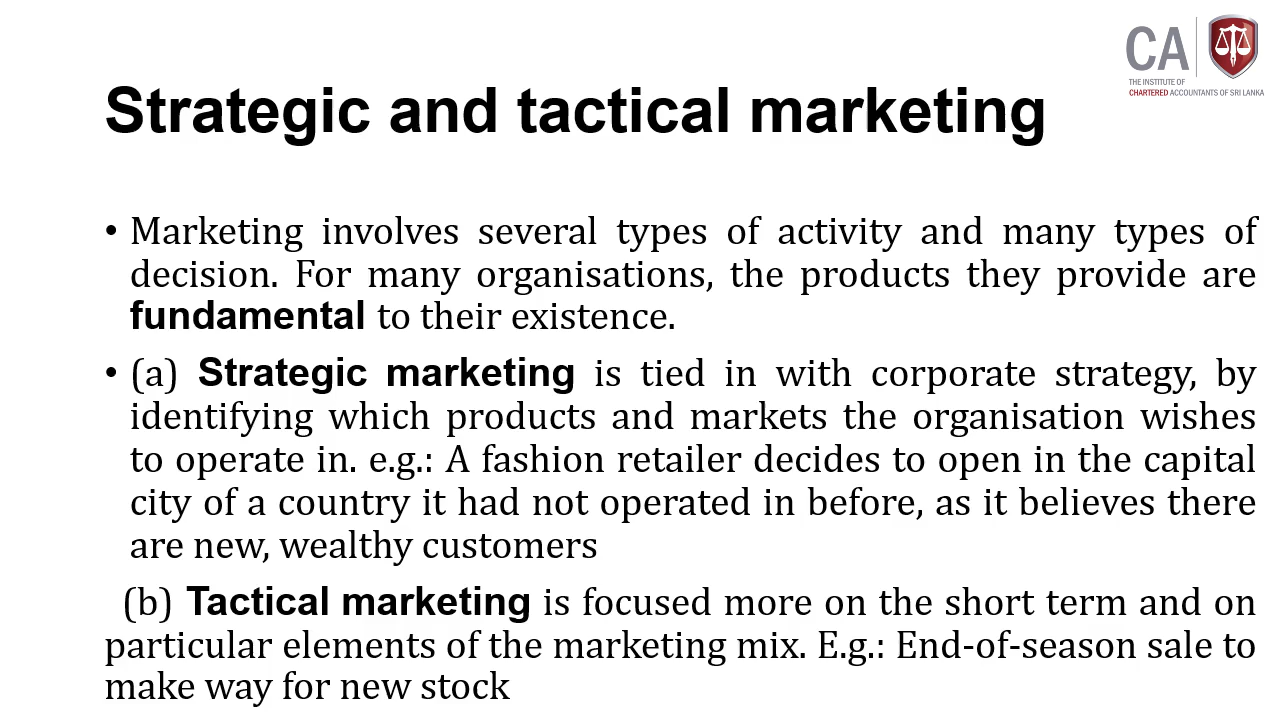 CA
THE INSTITUTE OF
CHARTERED ACCOUNTANTS OF SRI LANKA
Strategic and tactical marketing
• Marketing involves several types of activity and many types of
decision. For many organisations, the products they provide are
fundamental to their existence.
• (a) Strategic marketing is tied in with corporate strategy, by
identifying which products and markets the organisation wishes
to operate in. e.g.: A fashion retailer decides to open in the capital
city of a country it had not operated in before, as it believes there
are new, wealthy customers
(b) Tactical marketing is focused more on the short term and on
particular elements of the marketing mix. E.g.: End-of-season sale to
make way for new stock